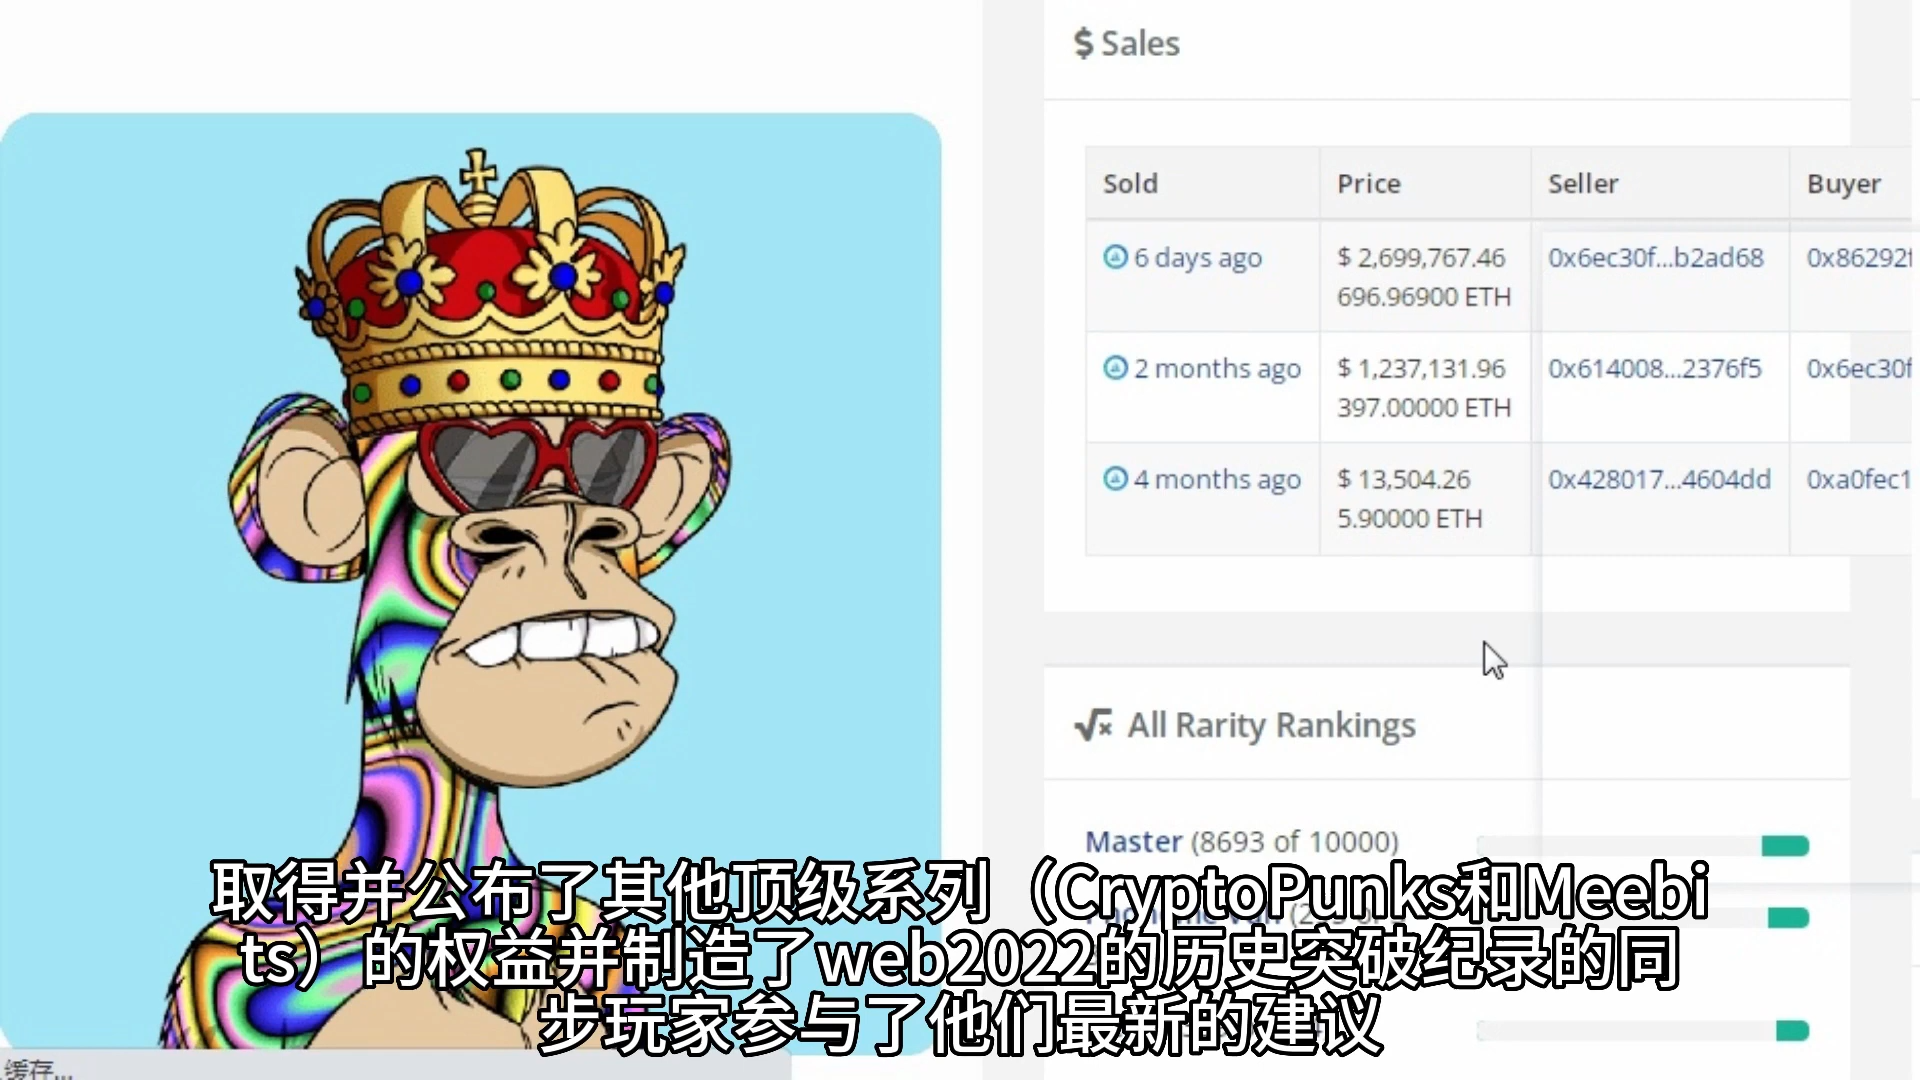 $ Sales
Sold Price Seller Buyer
6 days ago $ 2,699,767.46 0x6ec30f...b2ad68 0x86292f
696.96900 ETH
2 months ago $ 1,237,131.96 0x614008...2376f5 0x6ec30f
397.00000 ETH
4 months ago $ 13,504.26 0x428017...4604dd 0xa0fec1
5.90000 ETH
All Rarity Rankings
Master (8693 of 10000)
取得并公布了其他顶级系列（CryptoPunks和Meebi
ts）的权益并制造了web2022的历史突破纪录的同
步玩家参与了他们最新的建议
缓存...